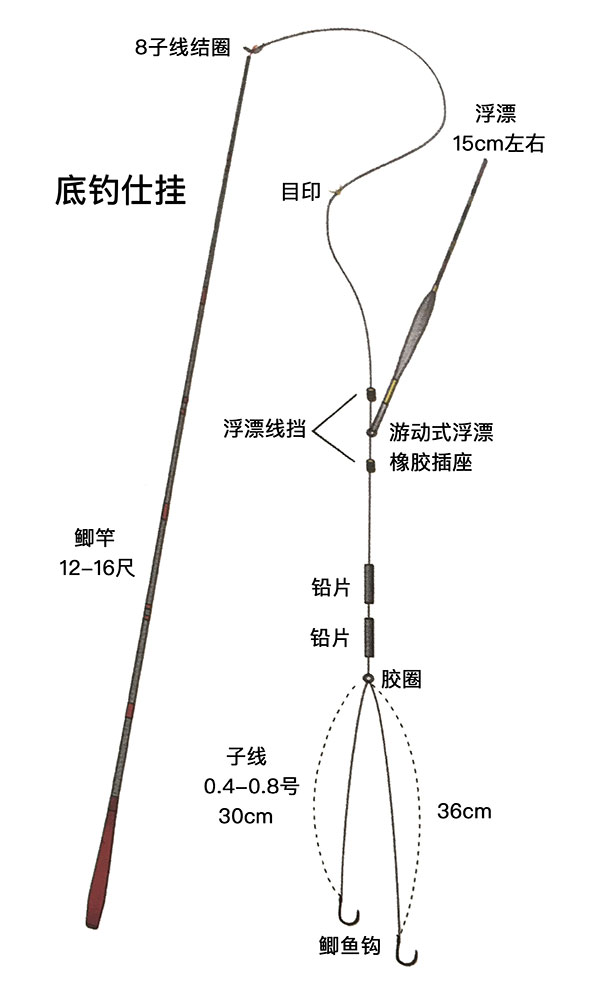 8子线结圈
浮漂
15cm左右
底钓仕挂
目印
浮漂线挡
游动式浮漂
橡胶插座
鲫竿
12-16尺
铅片
铅片
胶圈
子线
0.4-0.8号
30cm
36cm
鲫鱼钩